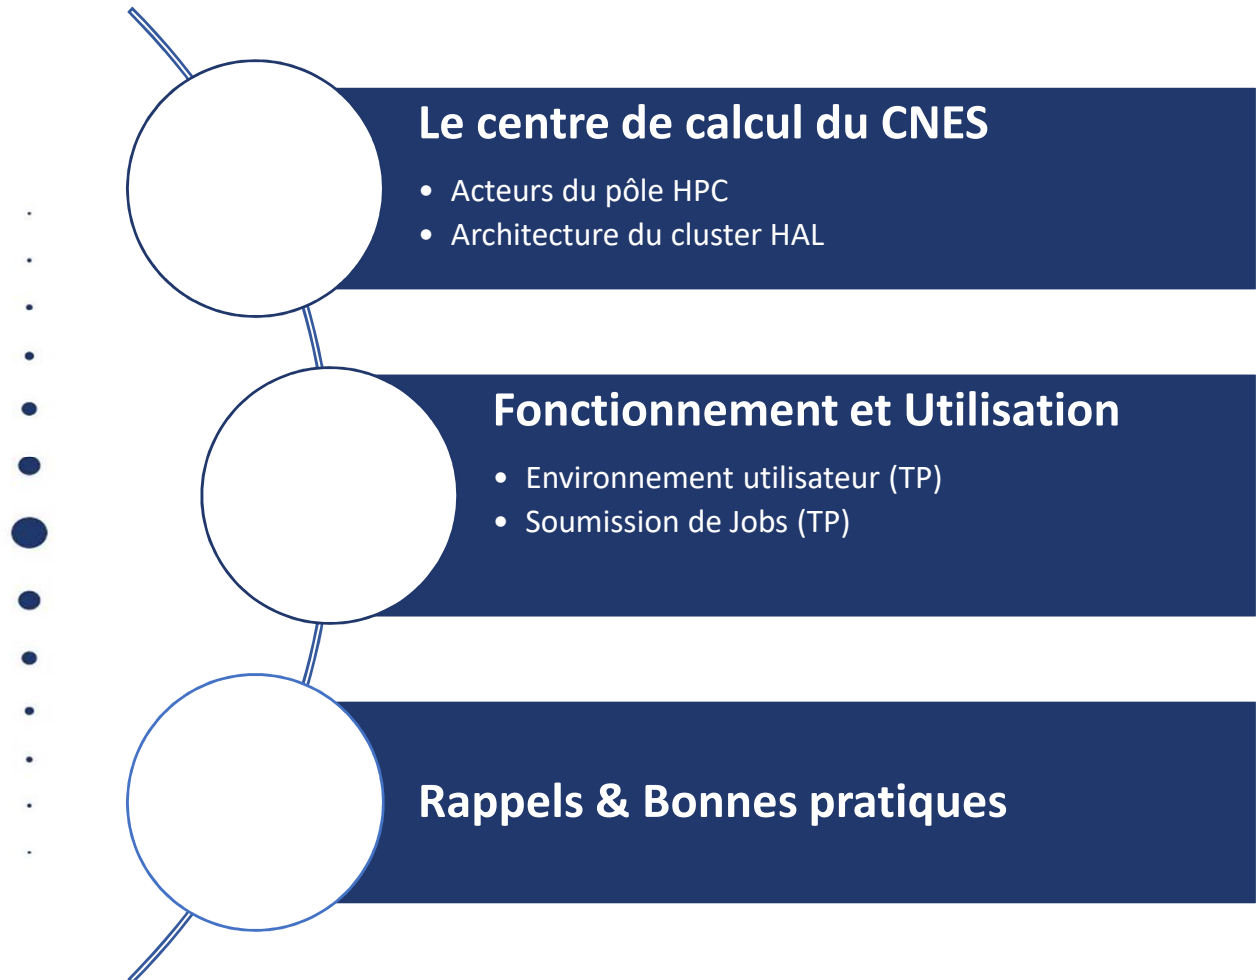 Le centre de calcul du CNES
• Acteurs du pôle HPC
• Architecture du cluster HAL
Fonctionnement et Utilisation
• Environnement utilisateur (TP)
• Soumission de Jobs (TP)
Rappels & Bonnes pratiques